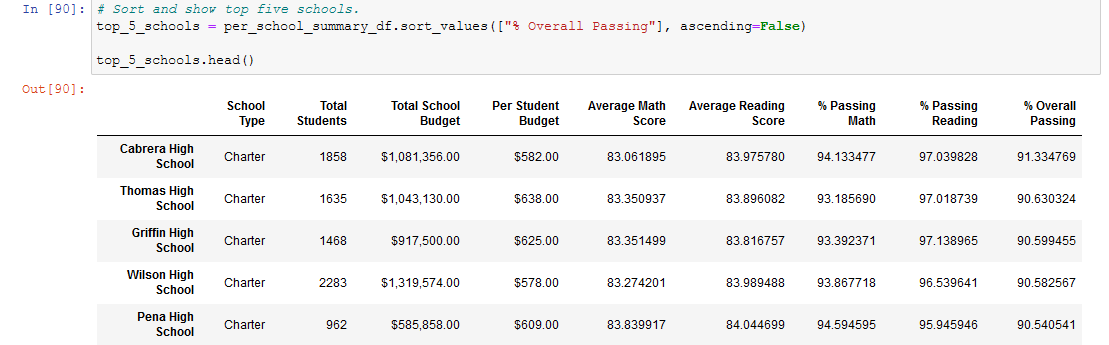 In [90]: # Sort and show top five schools.
top_5_schools = per_school_summary_df.sort_values(["% Overall Passing"], ascending=False)
top_5_schools.head()
Out[90]:
School Type Total Students Total School Budget Per Student Budget Average Math Score Average Reading Score % Passing Math % Passing Reading % Overall Passing
Cabrera High School Charter 1858 $1,081,356.00 $582.00 83.061895 83.975780 94.133477 97.039828 91.334769
Thomas High School Charter 1635 $1,043,130.00 $638.00 83.350937 83.896082 93.185690 97.018739 90.630324
Griffin High School Charter 1468 $917,500.00 $625.00 83.351499 83.816757 93.392371 97.138965 90.599455
Wilson High School Charter 2283 $1,319,574.00 $578.00 83.274201 83.989488 93.867718 96.539641 90.582567
Pena High School Charter 962 $585,858.00 $609.00 83.839917 84.044699 94.594595 95.945946 90.540541